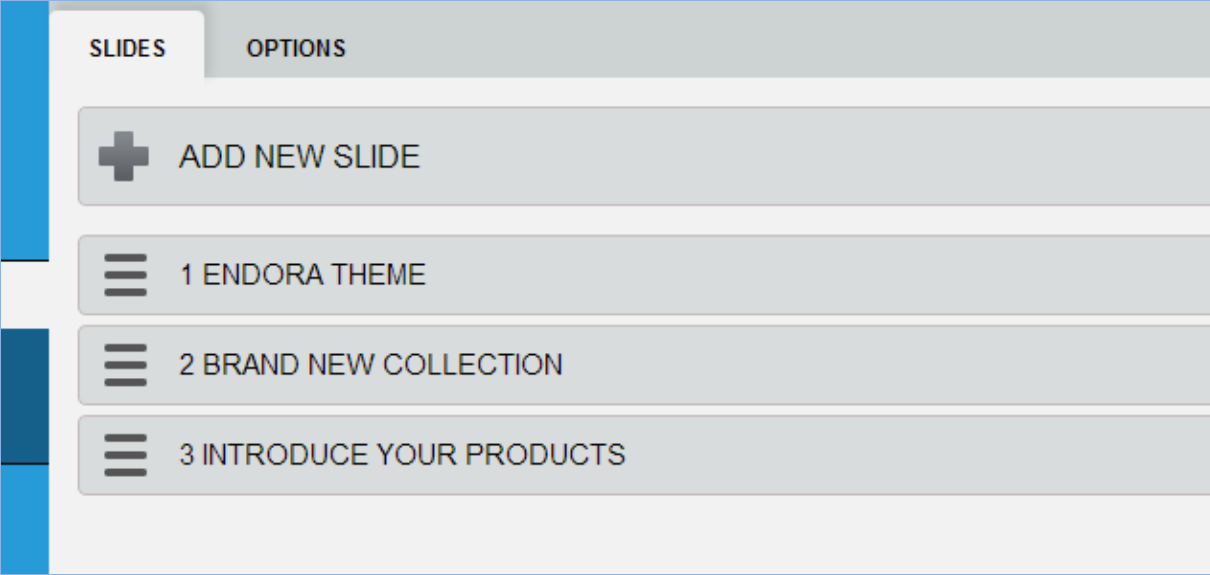 SLIDES OPTIONS
ADD NEW SLIDE
1 ENDORA THEME
2 BRAND NEW COLLECTION
3 INTRODUCE YOUR PRODUCTS